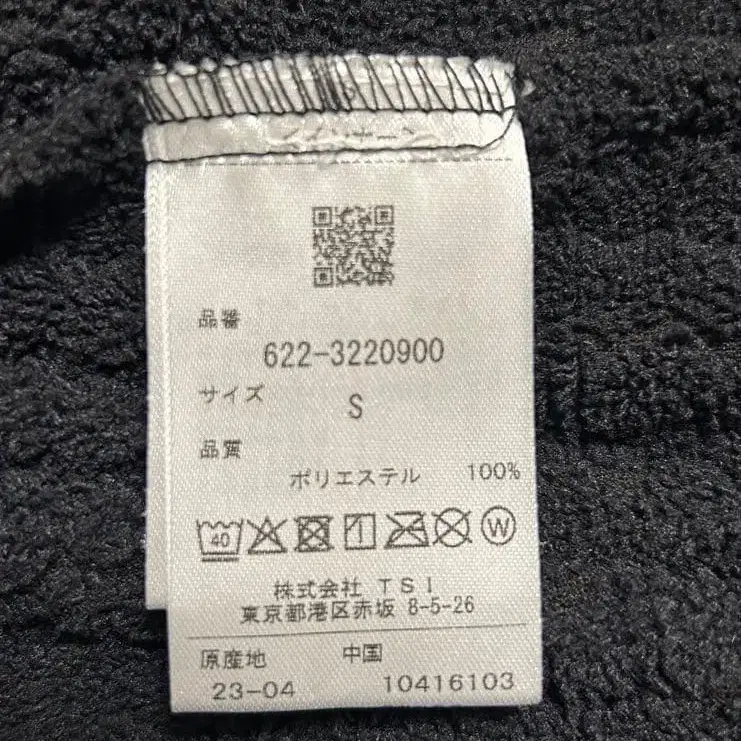 品番
622-3220900
サイズ
S
品質
ポリエステル 100%
40 W
株式会社 TSI
東京都港区赤坂 8-5-26
原産地 中国
23-04 10416103